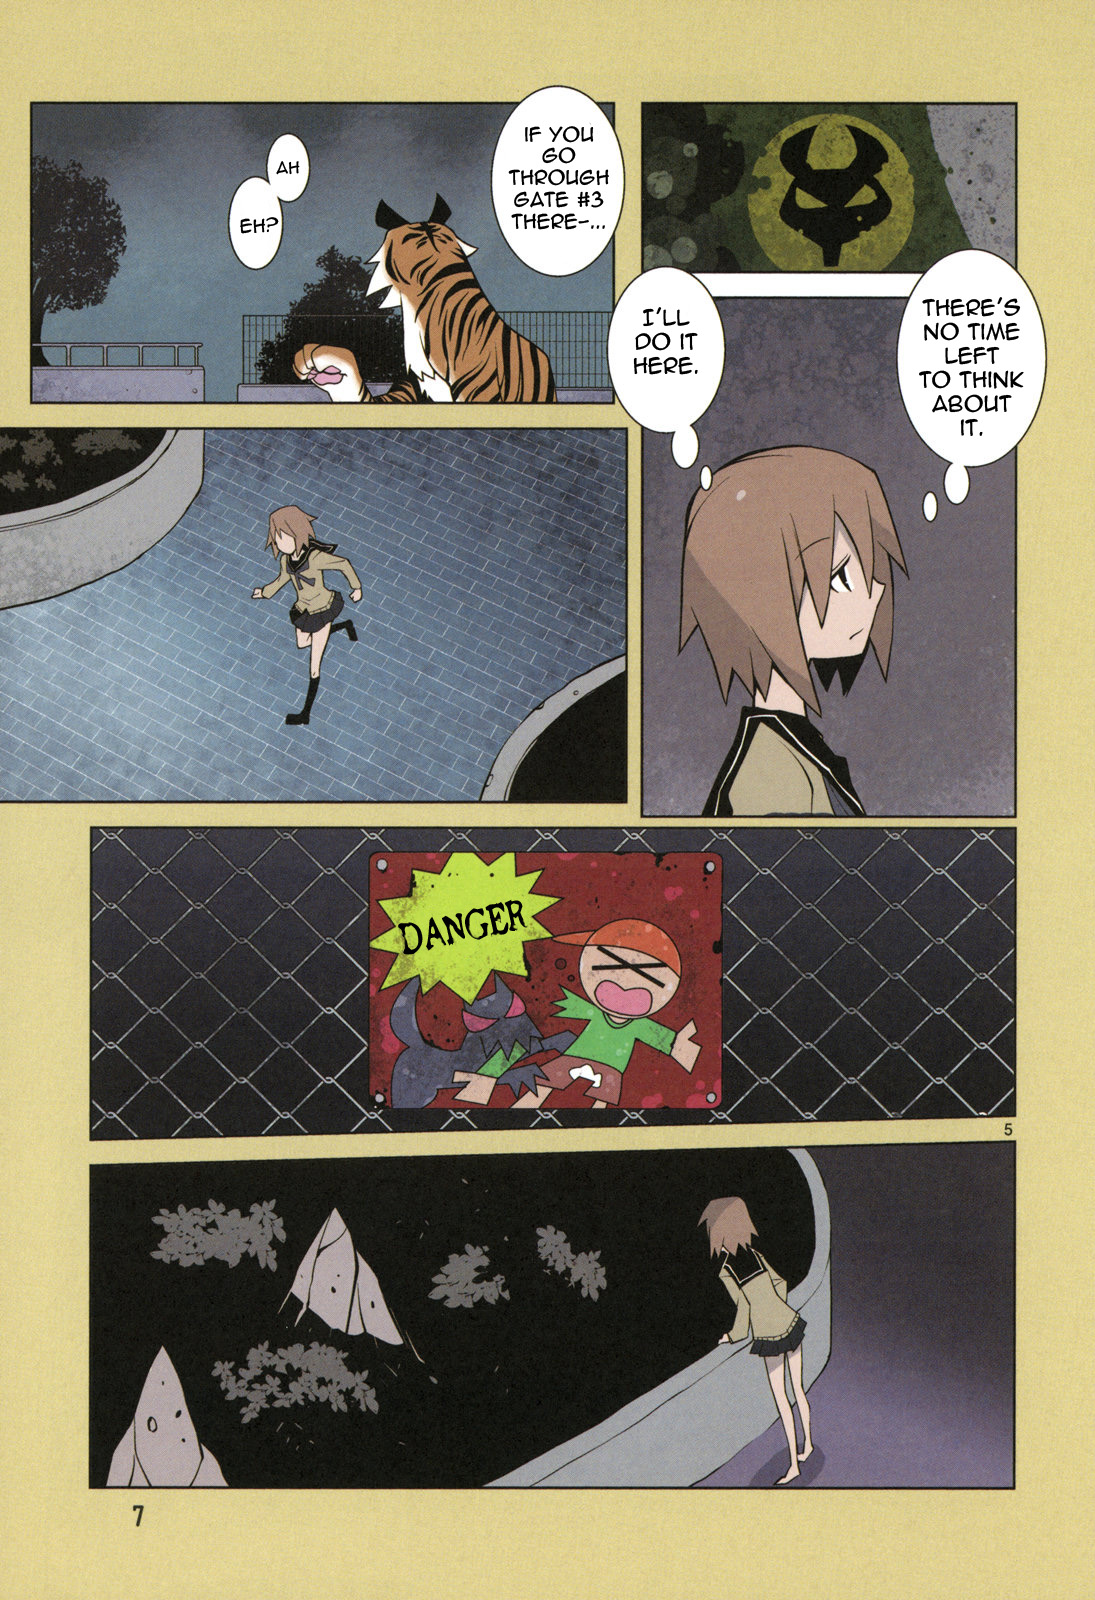 THERE'S
NO TIME
LEFT
TO THINK
ABOUT
IT.
I'LL
DO IT
HERE.
IF YOU
GO
THROUGH
GATE #3
THERE-...
AH
EH?
DANGER
5
7